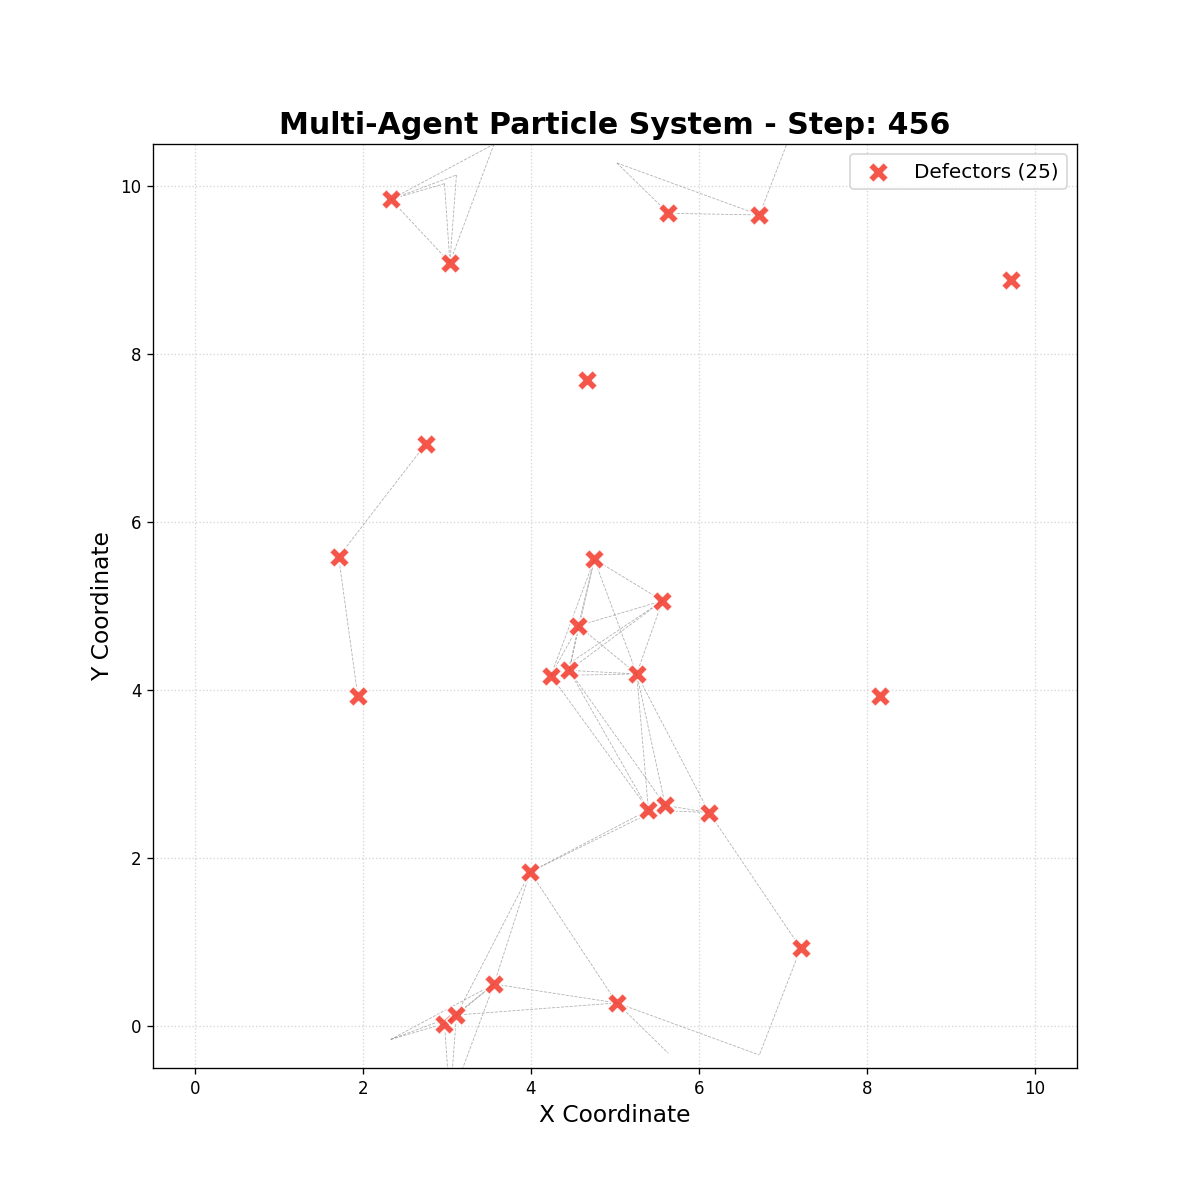 Multi-Agent Particle System - Step: 456
Defectors (25)
10
8
6
4
2
0
Y Coordinate
0 2 4 6 8 10
X Coordinate